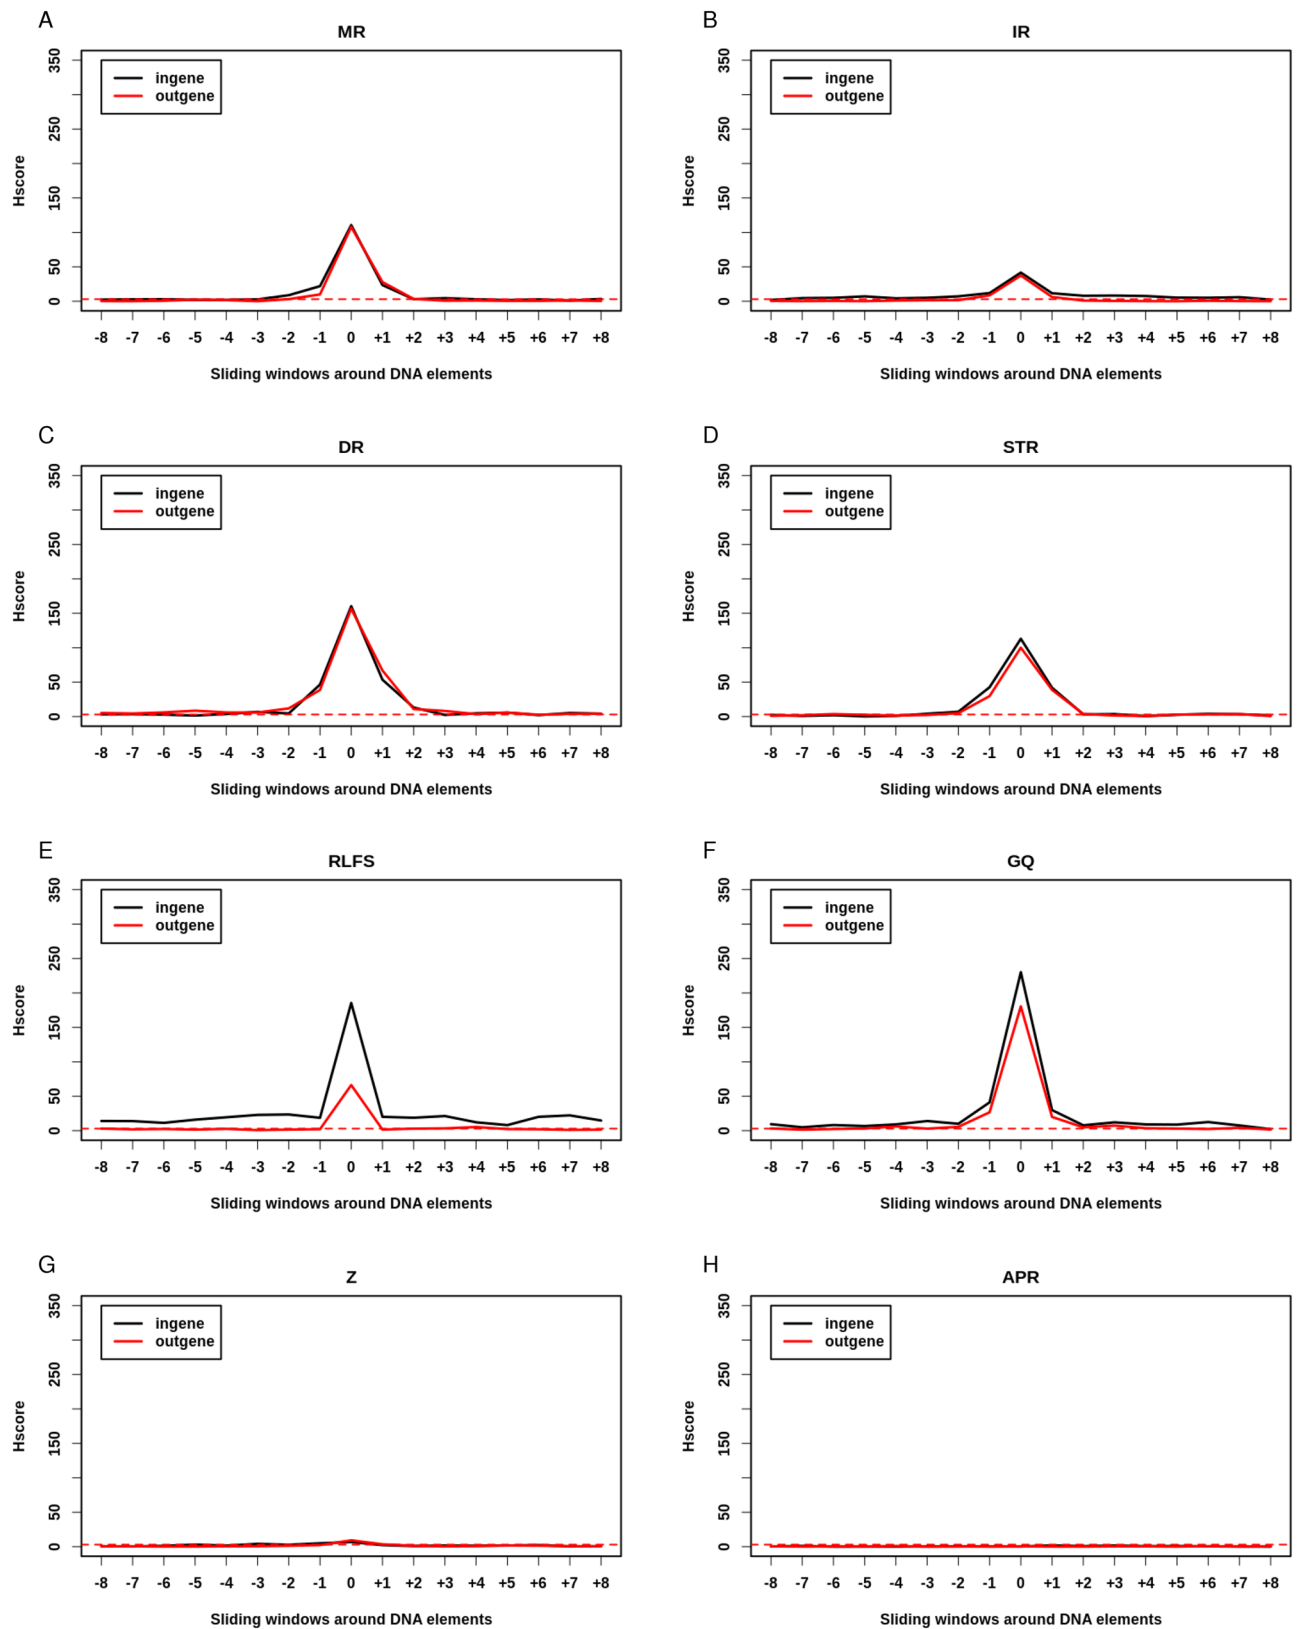 A
MR
350
250
150
50
0
Hscore
ingene
outgene
-8 -7 -6 -5 -4 -3 -2 -1 0 +1 +2 +3 +4 +5 +6 +7 +8
Sliding windows around DNA elements
B
IR
350
250
150
50
0
Hscore
ingene
outgene
-8 -7 -6 -5 -4 -3 -2 -1 0 +1 +2 +3 +4 +5 +6 +7 +8
Sliding windows around DNA elements
C
DR
350
250
150
50
0
Hscore
ingene
outgene
-8 -7 -6 -5 -4 -3 -2 -1 0 +1 +2 +3 +4 +5 +6 +7 +8
Sliding windows around DNA elements
D
STR
350
250
150
50
0
Hscore
ingene
outgene
-8 -7 -6 -5 -4 -3 -2 -1 0 +1 +2 +3 +4 +5 +6 +7 +8
Sliding windows around DNA elements
E
RLFS
350
250
150
50
0
Hscore
ingene
outgene
-8 -7 -6 -5 -4 -3 -2 -1 0 +1 +2 +3 +4 +5 +6 +7 +8
Sliding windows around DNA elements
F
GQ
350
250
150
50
0
Hscore
ingene
outgene
-8 -7 -6 -5 -4 -3 -2 -1 0 +1 +2 +3 +4 +5 +6 +7 +8
Sliding windows around DNA elements
G
Z
350
250
150
50
0
Hscore
ingene
outgene
-8 -7 -6 -5 -4 -3 -2 -1 0 +1 +2 +3 +4 +5 +6 +7 +8
Sliding windows around DNA elements
H
APR
350
250
150
50
0
Hscore
ingene
outgene
-8 -7 -6 -5 -4 -3 -2 -1 0 +1 +2 +3 +4 +5 +6 +7 +8
Sliding windows around DNA elements